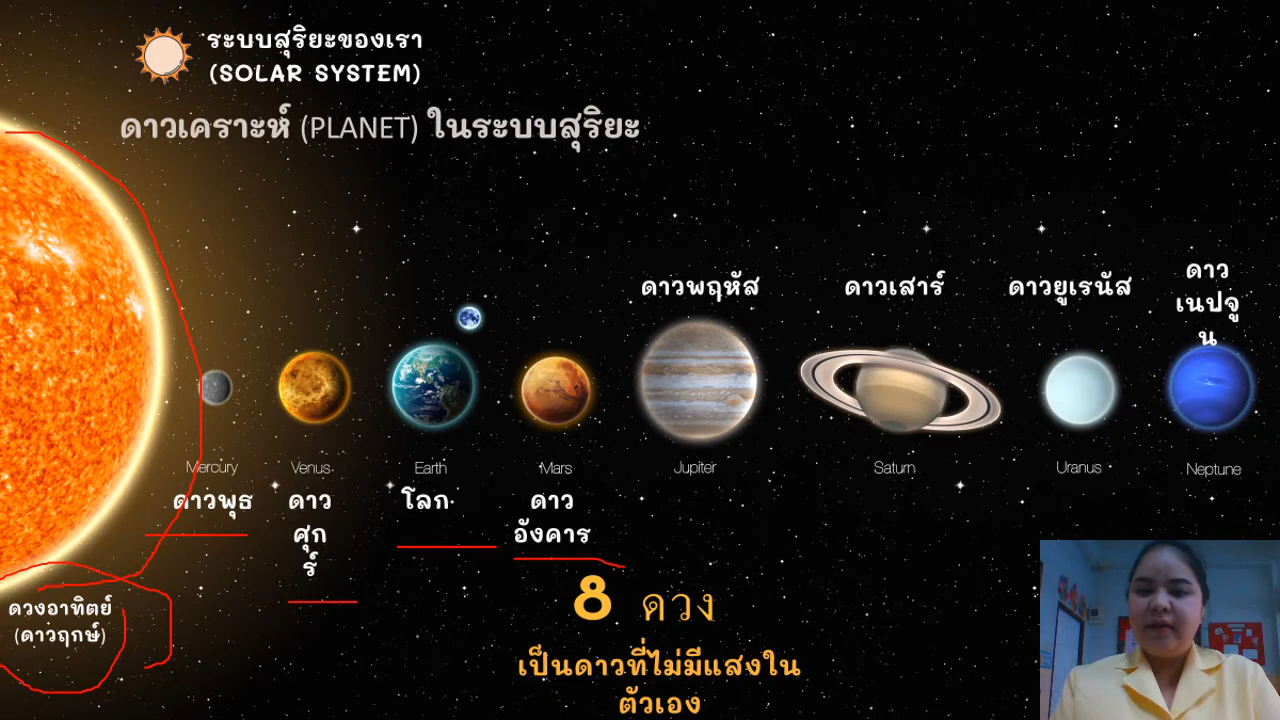 ระบบสุริยะของเรา
(SOLAR SYSTEM)
ดาวเคราะห์ (PLANET) ในระบบสุริยะ
ดาวพฤหัส
ดาวเสาร์
ดาวยูเรนัส
ดาว
เนปจู
น
Mercury
Venus
Earth
Mars
Jupiter
Saturn
Uranus
Neptune
ดาวพุธ
ดาว
ศุก
ร์
โลก
ดาว
อังคาร
8 ดวง
เป็นดาวที่ไม่มีแสงใน
ตัวเอง
ดวงอาทิตย์
(ดาวฤกษ์)